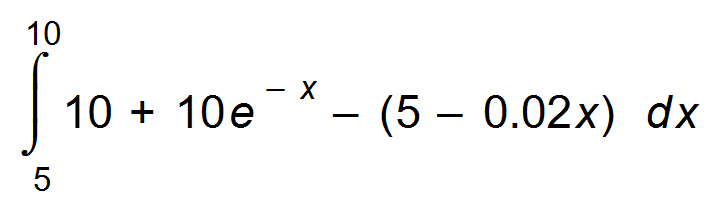 10
∫ 10 + 10e^{– x} – (5 – 0.02x) dx
5